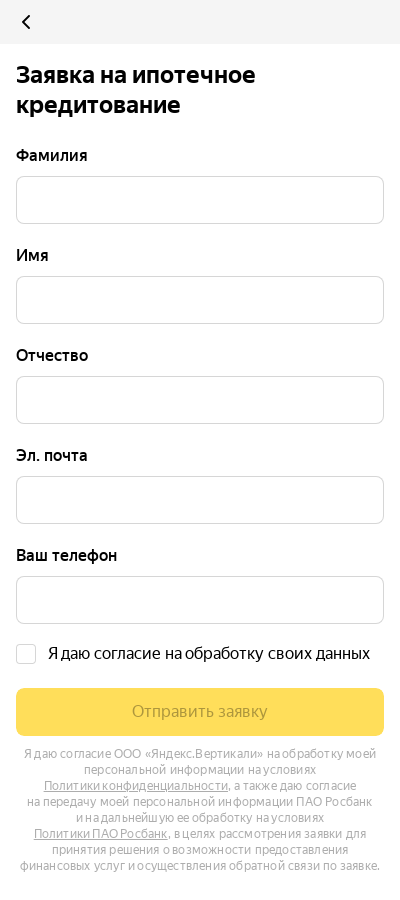 Заявка на ипотечное
кредитование
Фамилия
Имя
Отчество
Эл. почта
Ваш телефон
Я даю согласие на обработку своих данных
Отправить заявку
Я даю согласие ООО «Яндекс.Вертикали» на обработку моей
персональной информации на условиях
Политики конфиденциальности, а также даю согласие
на передачу моей персональной информации ПАО Росбанк
и на дальнейшую ее обработку на условиях
Политики ПАО Росбанк, в целях рассмотрения заявки для
принятия решения о возможности предоставления
финансовых услуг и осуществления обратной связи по заявке.